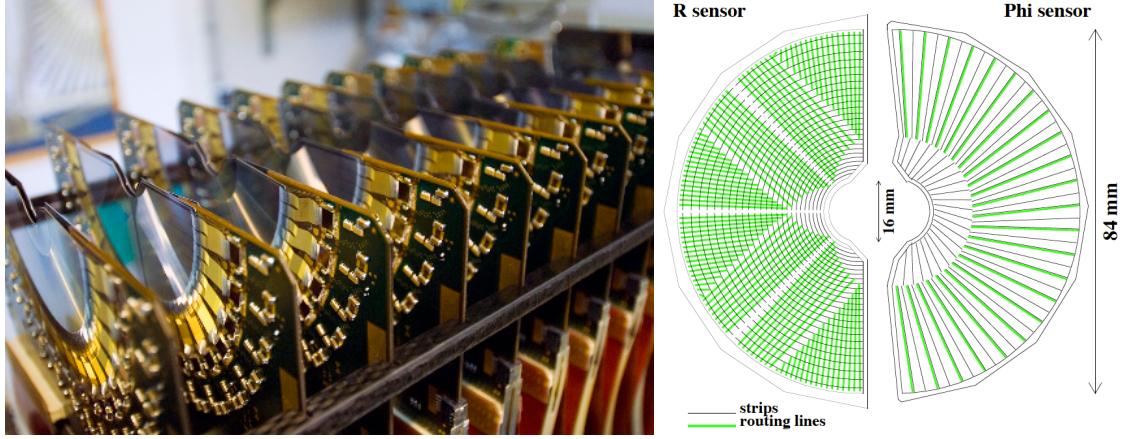 R sensor
Phi sensor
16 mm
84 mm
strips
routing lines